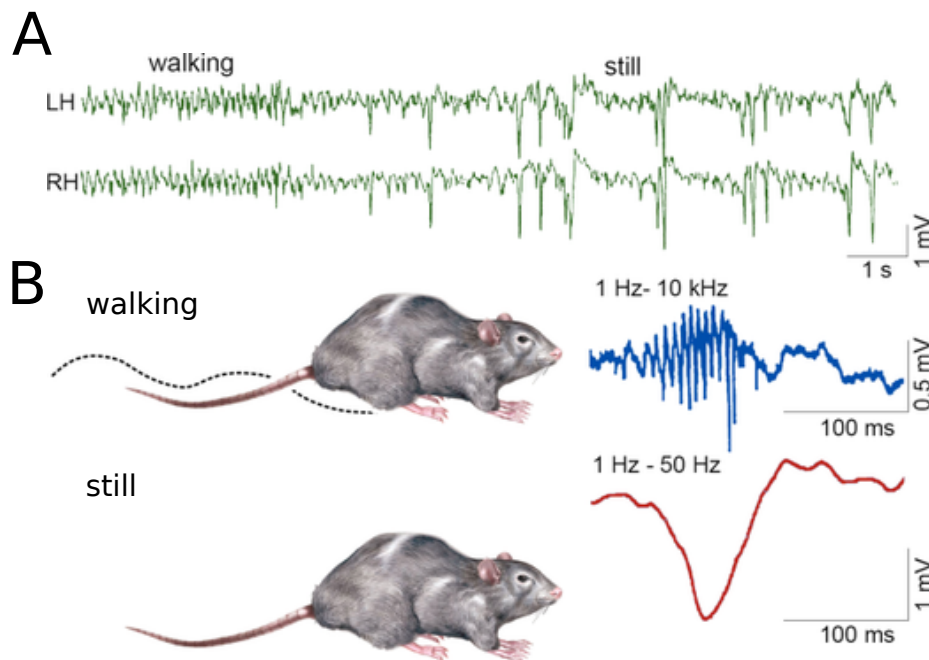 A
walking still
LH
RH
1 mV
1 s
B
walking
1 Hz- 10 kHz
0.5 mV
100 ms
1 Hz - 50 Hz
still
1 mV
100 ms